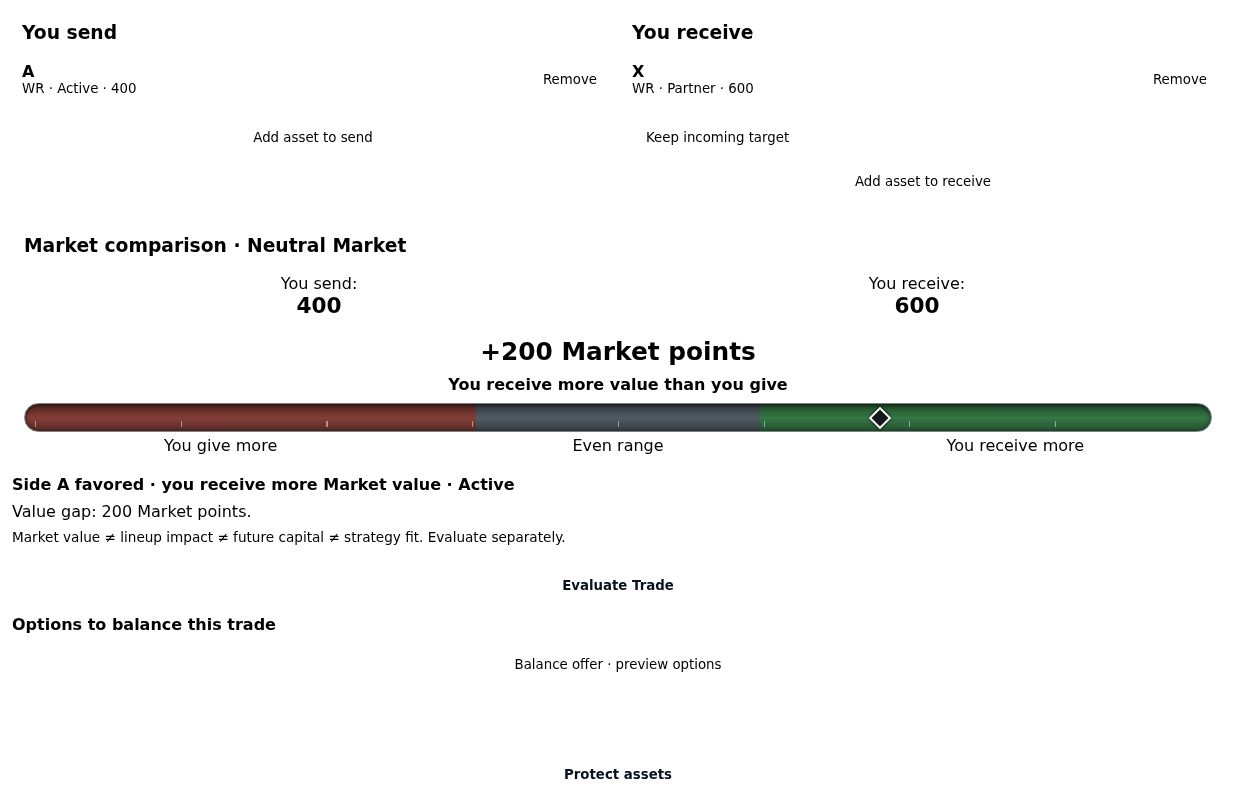 You send
A
WR · Active · 400
Remove
Add asset to send
You receive
X
WR · Partner · 600
Remove
Keep incoming target
Add asset to receive
Market comparison · Neutral Market
You send:
400
You receive:
600
+200 Market points
You receive more value than you give
You give more
Even range
You receive more
Side A favored · you receive more Market value · Active
Value gap: 200 Market points.
Market value ≠ lineup impact ≠ future capital ≠ strategy fit. Evaluate separately.
Evaluate Trade
Options to balance this trade
Balance offer · preview options
Protect assets